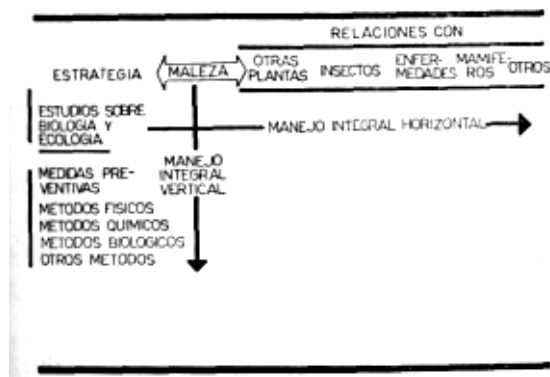 RELACIONES CON
ESTRATEGIA
MALEZA
OTRAS
PLANTAS
INSECTOS
ENFER-
MEDADES
MAMIFE-
ROS
OTROS
ESTUDIOS SOBRE
BIOLOGIA Y
ECOLOGIA
MANEJO INTEGRAL HORIZONTAL
MANEJO
INTEGRAL
VERTICAL
MEDIDAS PRE-
VENTIVAS
METODOS FISICOS
METODOS QUIMICOS
METODOS BIOLOGICOS
OTROS METODOS